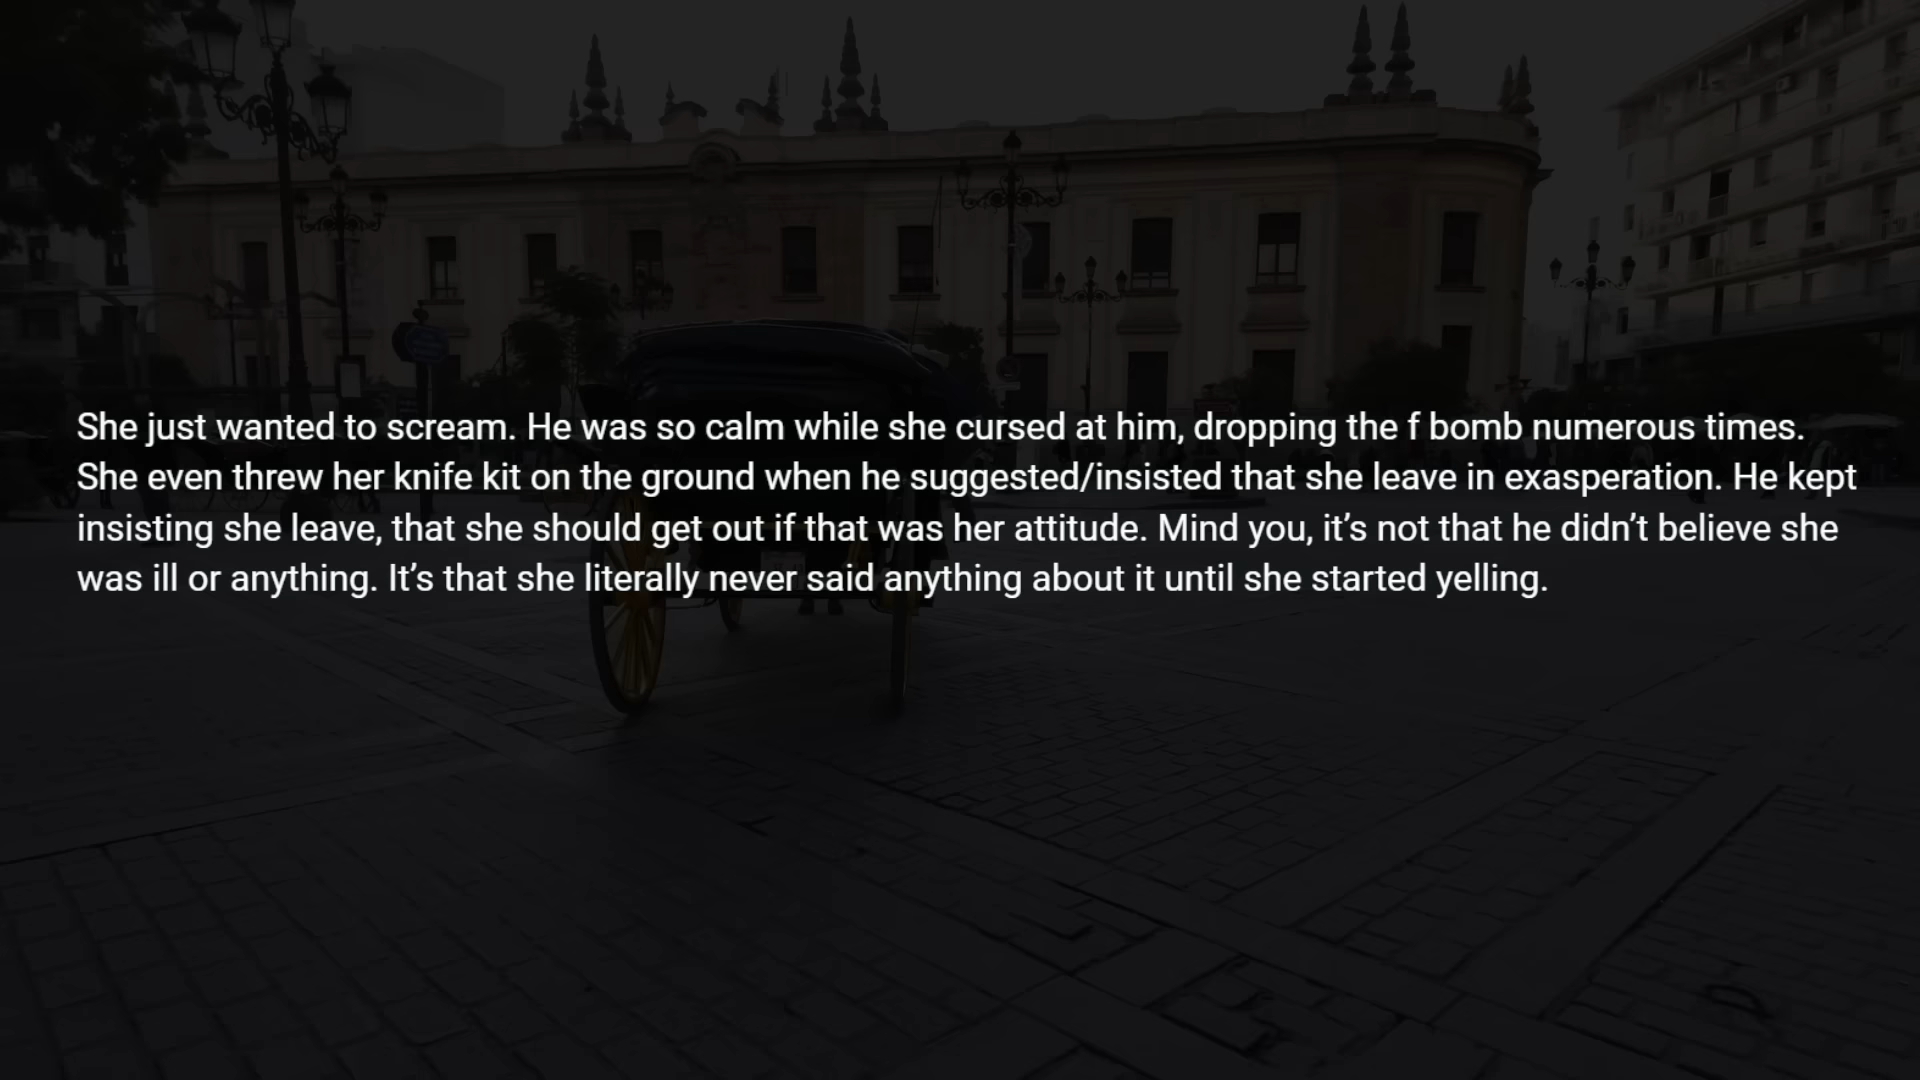 She just wanted to scream. He was so calm while she cursed at him, dropping the f bomb numerous times.
She even threw her knife kit on the ground when he suggested/insisted that she leave in exasperation. He kept
insisting she leave, that she should get out if that was her attitude. Mind you, it’s not that he didn’t believe she
was ill or anything. It’s that she literally never said anything about it until she started yelling.